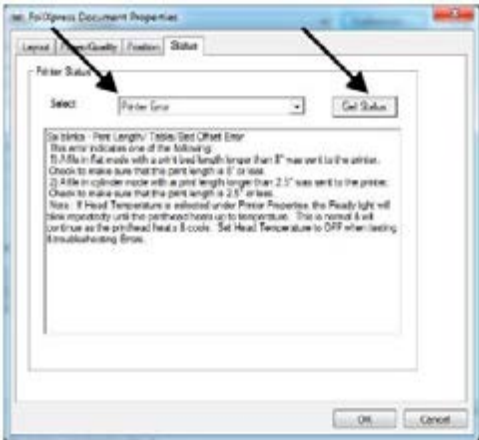 FoilXpress Document Properties
Layout
Paper/Quality
Position
Status
Printer Status
Select
Printer Error
Get Status
Six blinks - Print Length/ Table/Bed Offset Error
This error indicates one of the following:
1) A file in flat mode with a print bed length longer than 8" was sent to the printer.
Check to make sure that the print length is 8" or less.
2) A file in cylinder mode with a print length longer than 2.5" was sent to the printer.
Check to make sure that the print length is 2.5" or less.
Note: If Head Temperature is selected under Printer Properties, the Ready light will
blink repeatedly until the printhead heats up to temperature. This is normal & will
continue as the printhead heats & cools. Set Head Temperature to OFF when testing
& troubleshooting Errors.
OK
Cancel